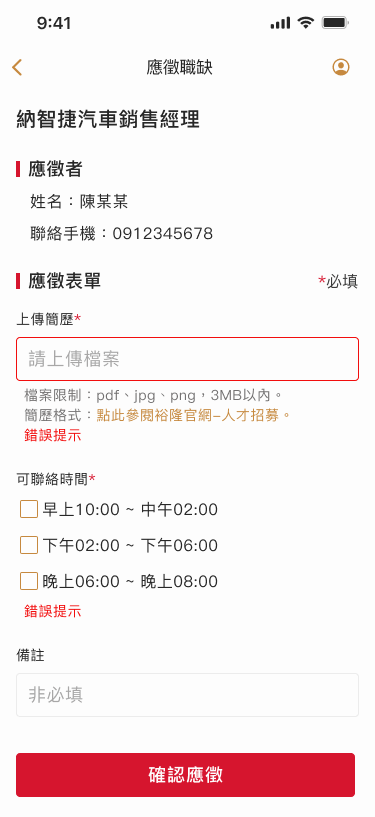 9:41
應徵職缺
納智捷汽車銷售經理
應徵者
姓名：陳某某
聯絡手機：0912345678
應徵表單 *必填
上傳簡歷*
請上傳檔案
檔案限制：pdf、jpg、png，3MB以內。
簡歷格式：點此參閱裕隆官網–人才招募。
錯誤提示
可聯絡時間*
早上10:00 ~ 中午02:00
下午02:00 ~ 下午06:00
晚上06:00 ~ 晚上08:00
錯誤提示
備註
非必填
確認應徵